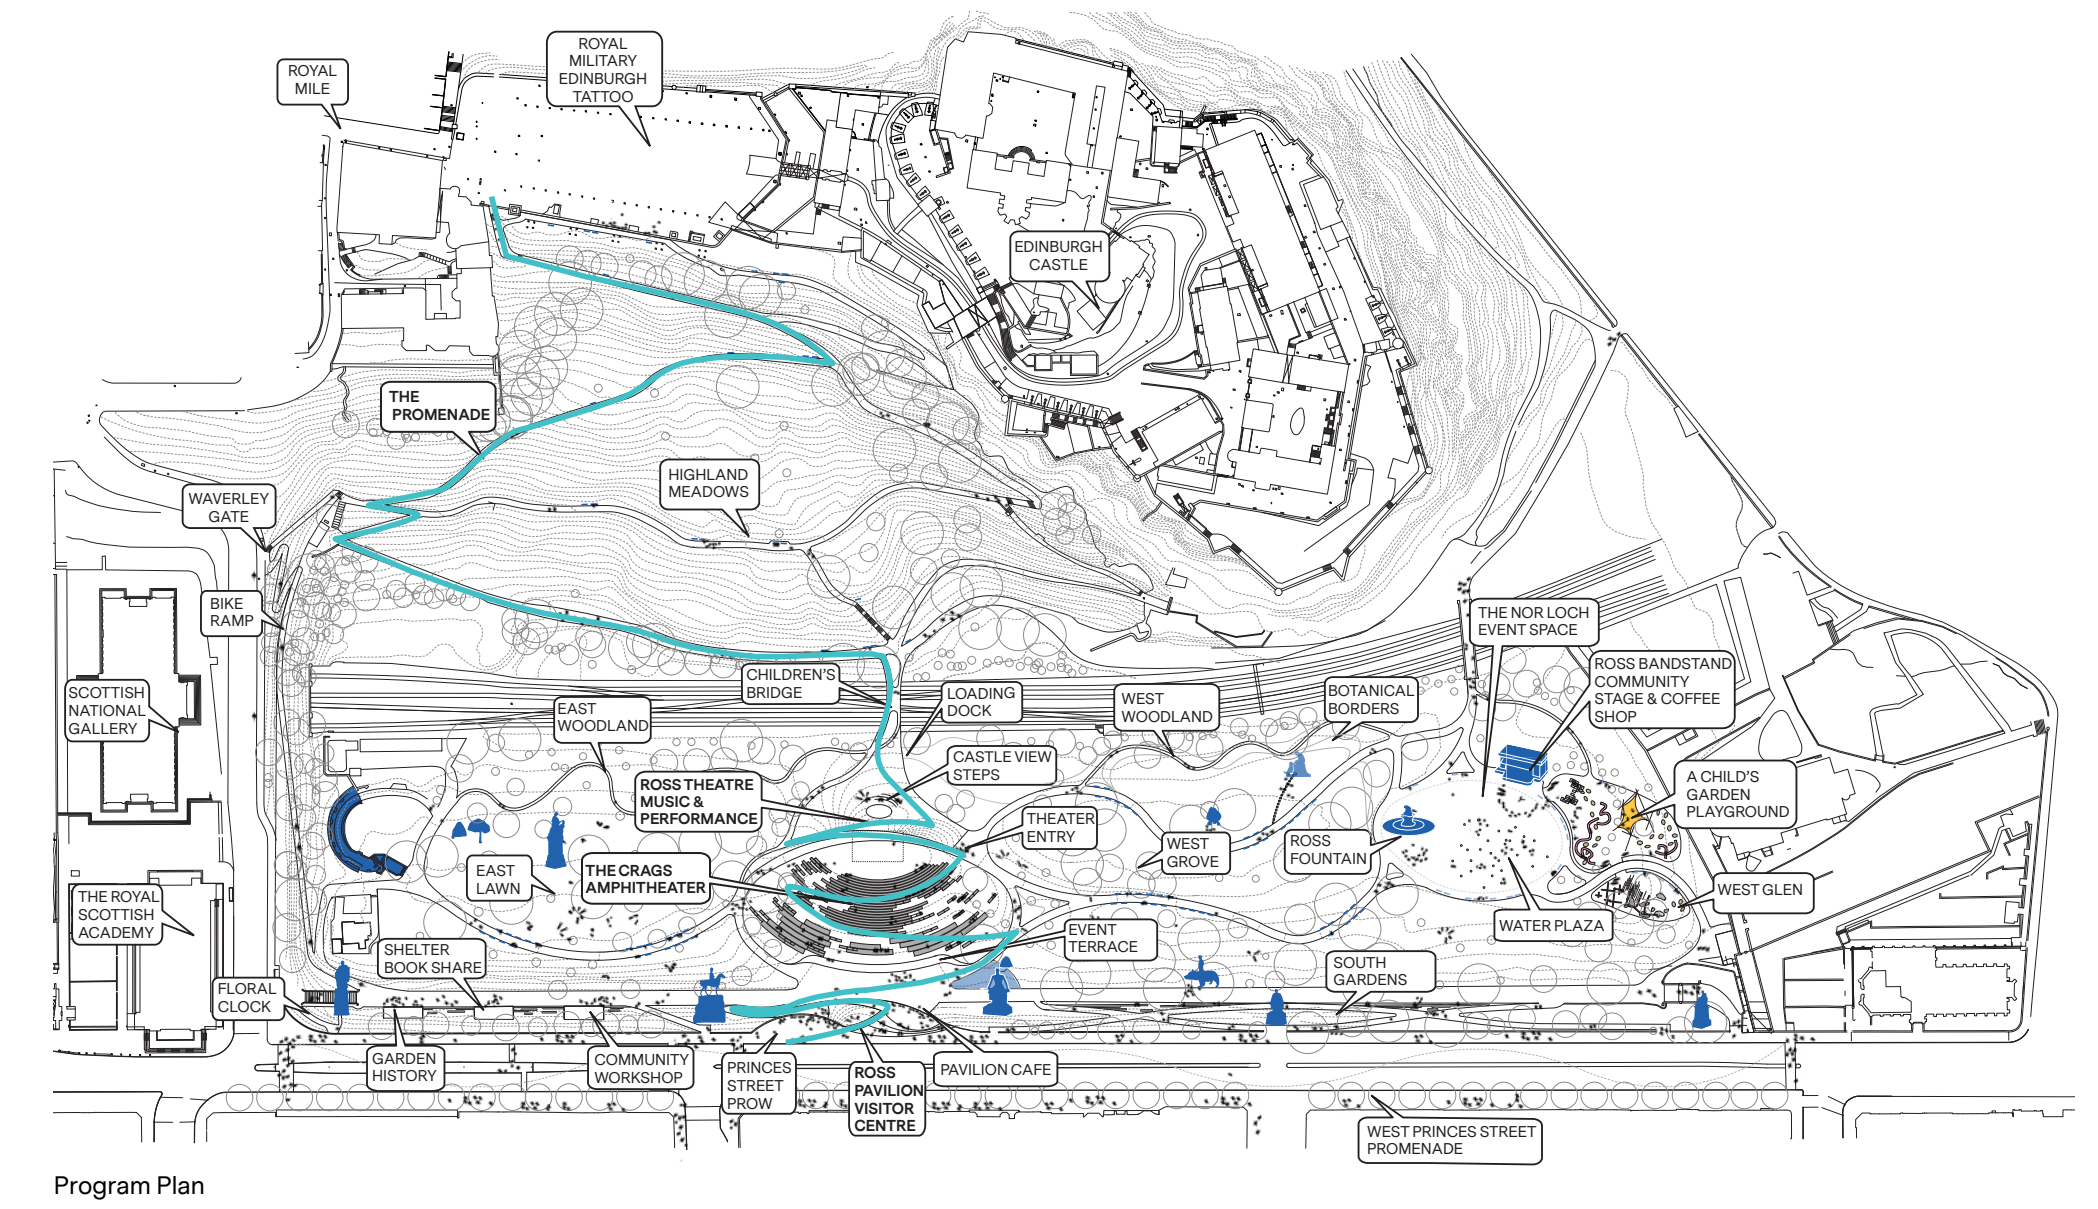 ROYAL
MILE
ROYAL
MILITARY
EDINBURGH
TATTOO
EDINBURGH
CASTLE
THE
PROMENADE
HIGHLAND
MEADOWS
WAVERLEY
GATE
BIKE
RAMP
SCOTTISH
NATIONAL
GALLERY
THE ROYAL
SCOTTISH
ACADEMY
FLORAL
CLOCK
SHELTER
BOOK SHARE
GARDEN
HISTORY
COMMUNITY
WORKSHOP
EAST
WOODLAND
EAST
LAWN
CHILDREN'S
BRIDGE
LOADING
DOCK
CASTLE VIEW
STEPS
ROSS THEATRE
MUSIC &
PERFORMANCE
THE CRAGS
AMPHITHEATER
THEATER
ENTRY
EVENT
TERRACE
WEST
WOODLAND
WEST
GROVE
BOTANICAL
BORDERS
ROSS
FOUNTAIN
THE NOR LOCH
EVENT SPACE
ROSS BANDSTAND
COMMUNITY
STAGE & COFFEE
SHOP
A CHILD'S
GARDEN
PLAYGROUND
WEST GLEN
WATER PLAZA
SOUTH
GARDENS
PRINCES
STREET
PROW
ROSS
PAVILION
VISITOR
CENTRE
PAVILION CAFE
WEST PRINCES STREET
PROMENADE
Program Plan